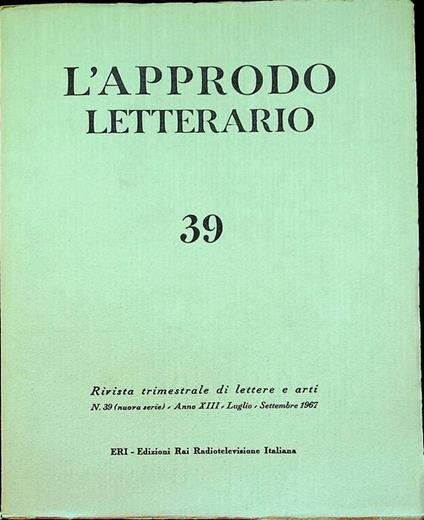 L'APPRODO
LETTERARIO
39
Rivista trimestrale di lettere e arti
N. 39 (nuova serie) - Anno XIII - Luglio - Settembre 1967
ERI - Edizioni Rai Radiotelevisione Italiana